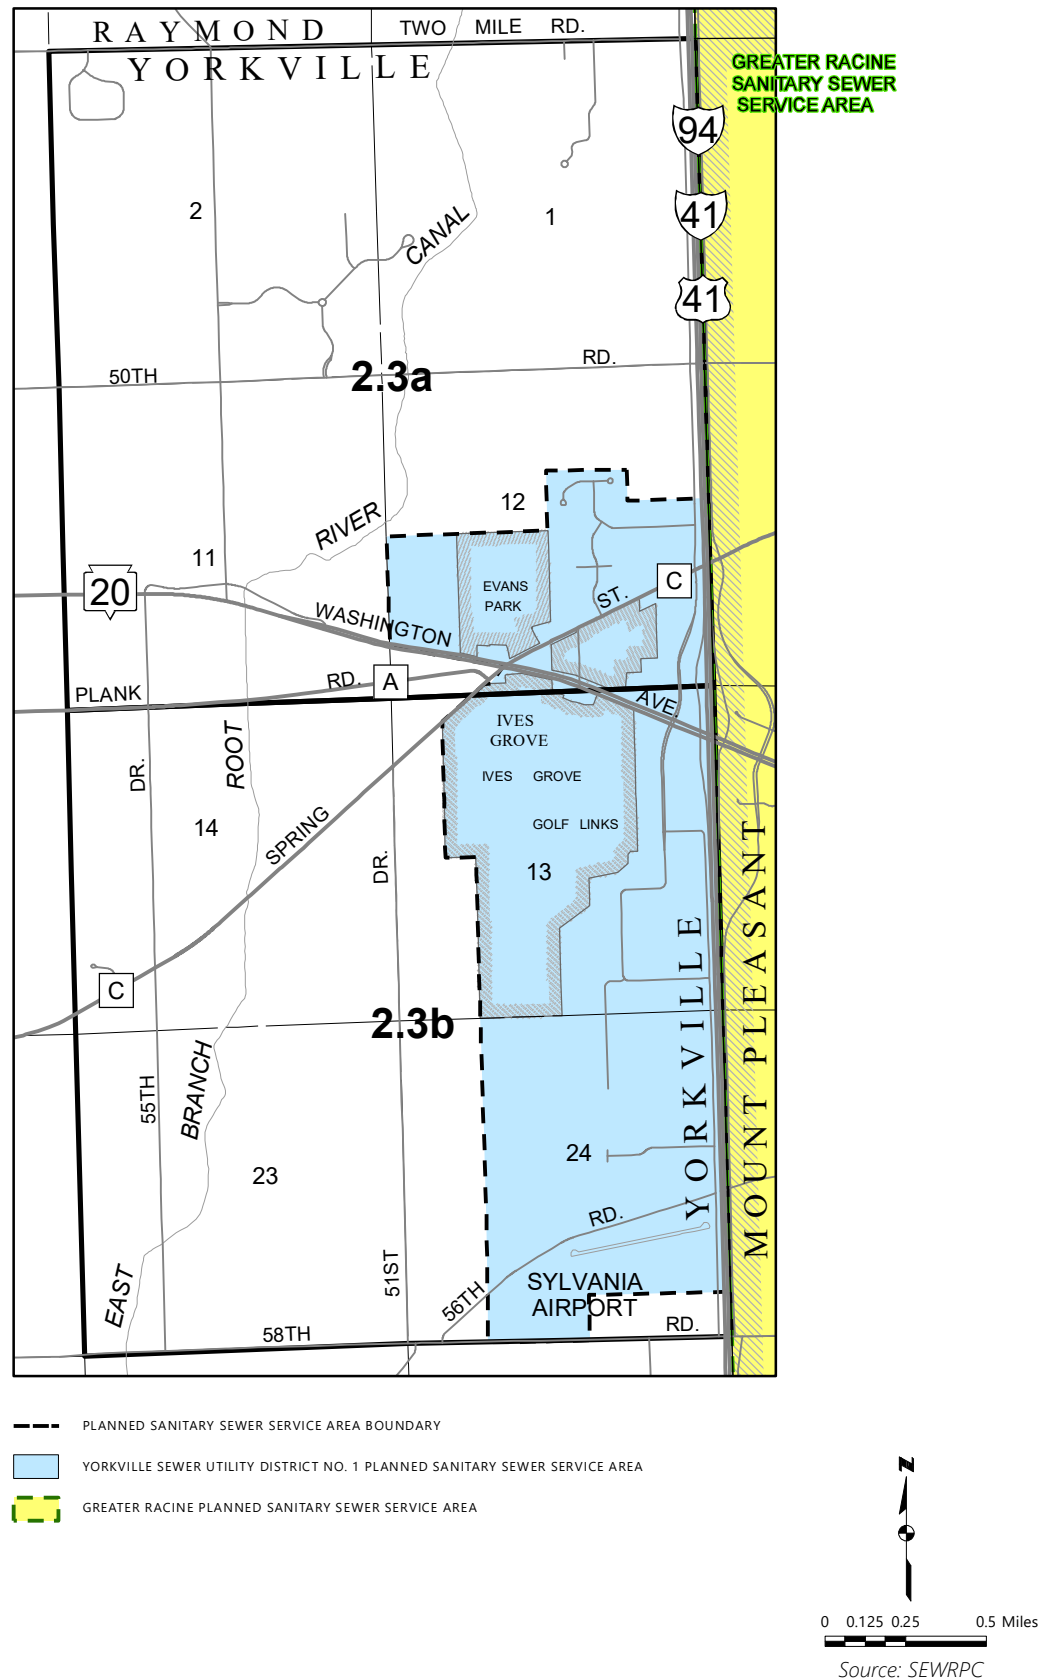 RAYMOND
TWO MILE RD.
YORKVILLE
GREATER RACINE
SANITARY SEWER
SERVICE AREA
94
2
CANAL
1
41
41
50TH
2.3a
RD.
12
RIVER
11
20
EVANS
PARK
ST.
C
WASHINGTON
PLANK
RD.
A
AVE.
IVES
GROVE
ROOT
DR.
IVES GROVE
GOLF LINKS
14
SPRING
DR.
13
C
YORKVILLE
MOUNT PLEASANT
2.3b
55TH
BRANCH
24
23
RD.
EAST
51ST
56TH
SYLVANIA
AIRPORT
58TH
RD.
PLANNED SANITARY SEWER SERVICE AREA BOUNDARY
YORKVILLE SEWER UTILITY DISTRICT NO. 1 PLANNED SANITARY SEWER SERVICE AREA
GREATER RACINE PLANNED SANITARY SEWER SERVICE AREA
N
0 0.125 0.25 0.5 Miles
Source: SEWRPC